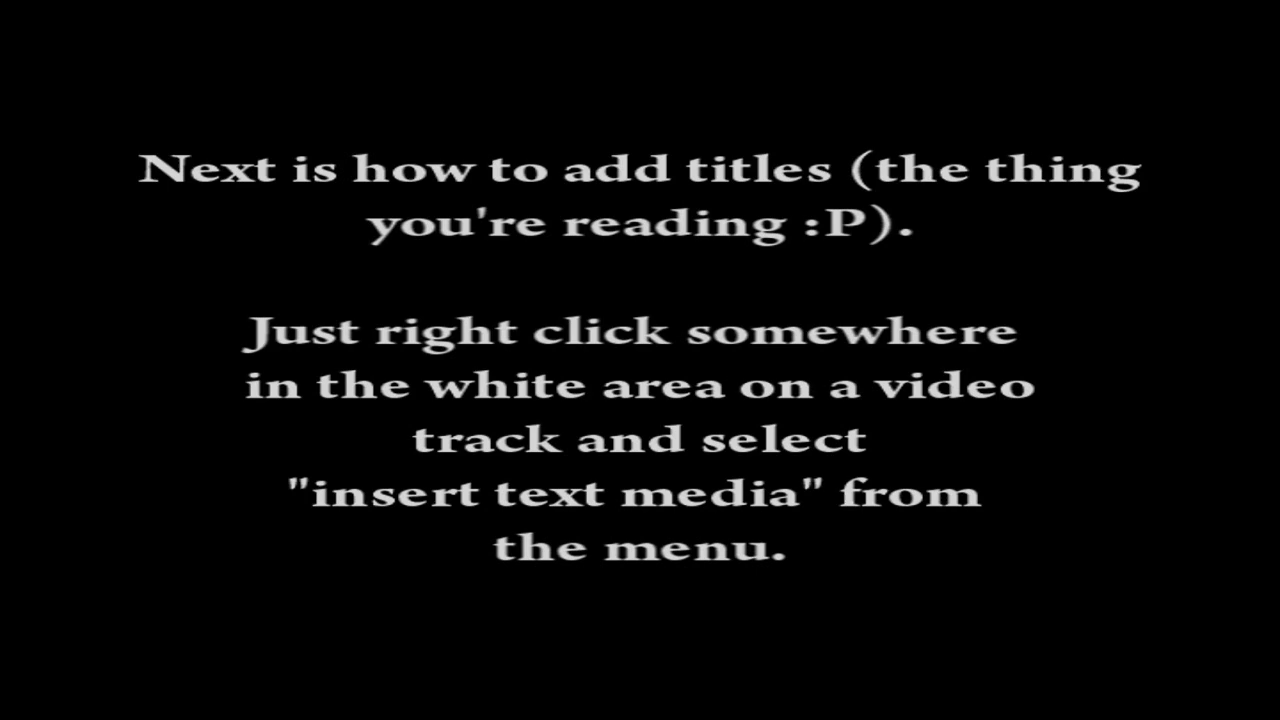 Next is how to add titles (the thing
you're reading :P).
Just right click somewhere
in the white area on a video
track and select
"insert text media" from
the menu.